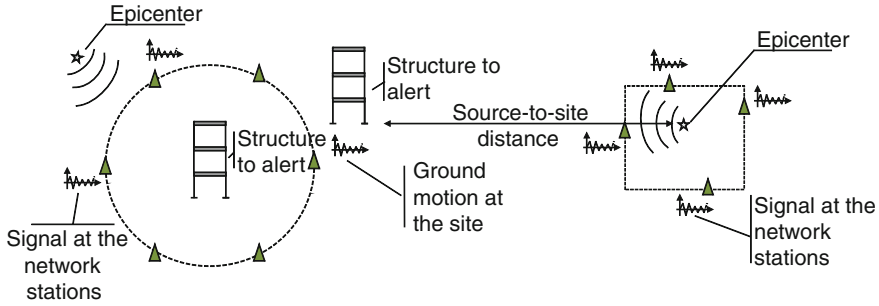 Epicenter
Structure to
alert
Structure
to alert
Signal at the
network
stations
Ground
motion at
the site
Source-to-site
distance
Epicenter
Signal at the
network
stations